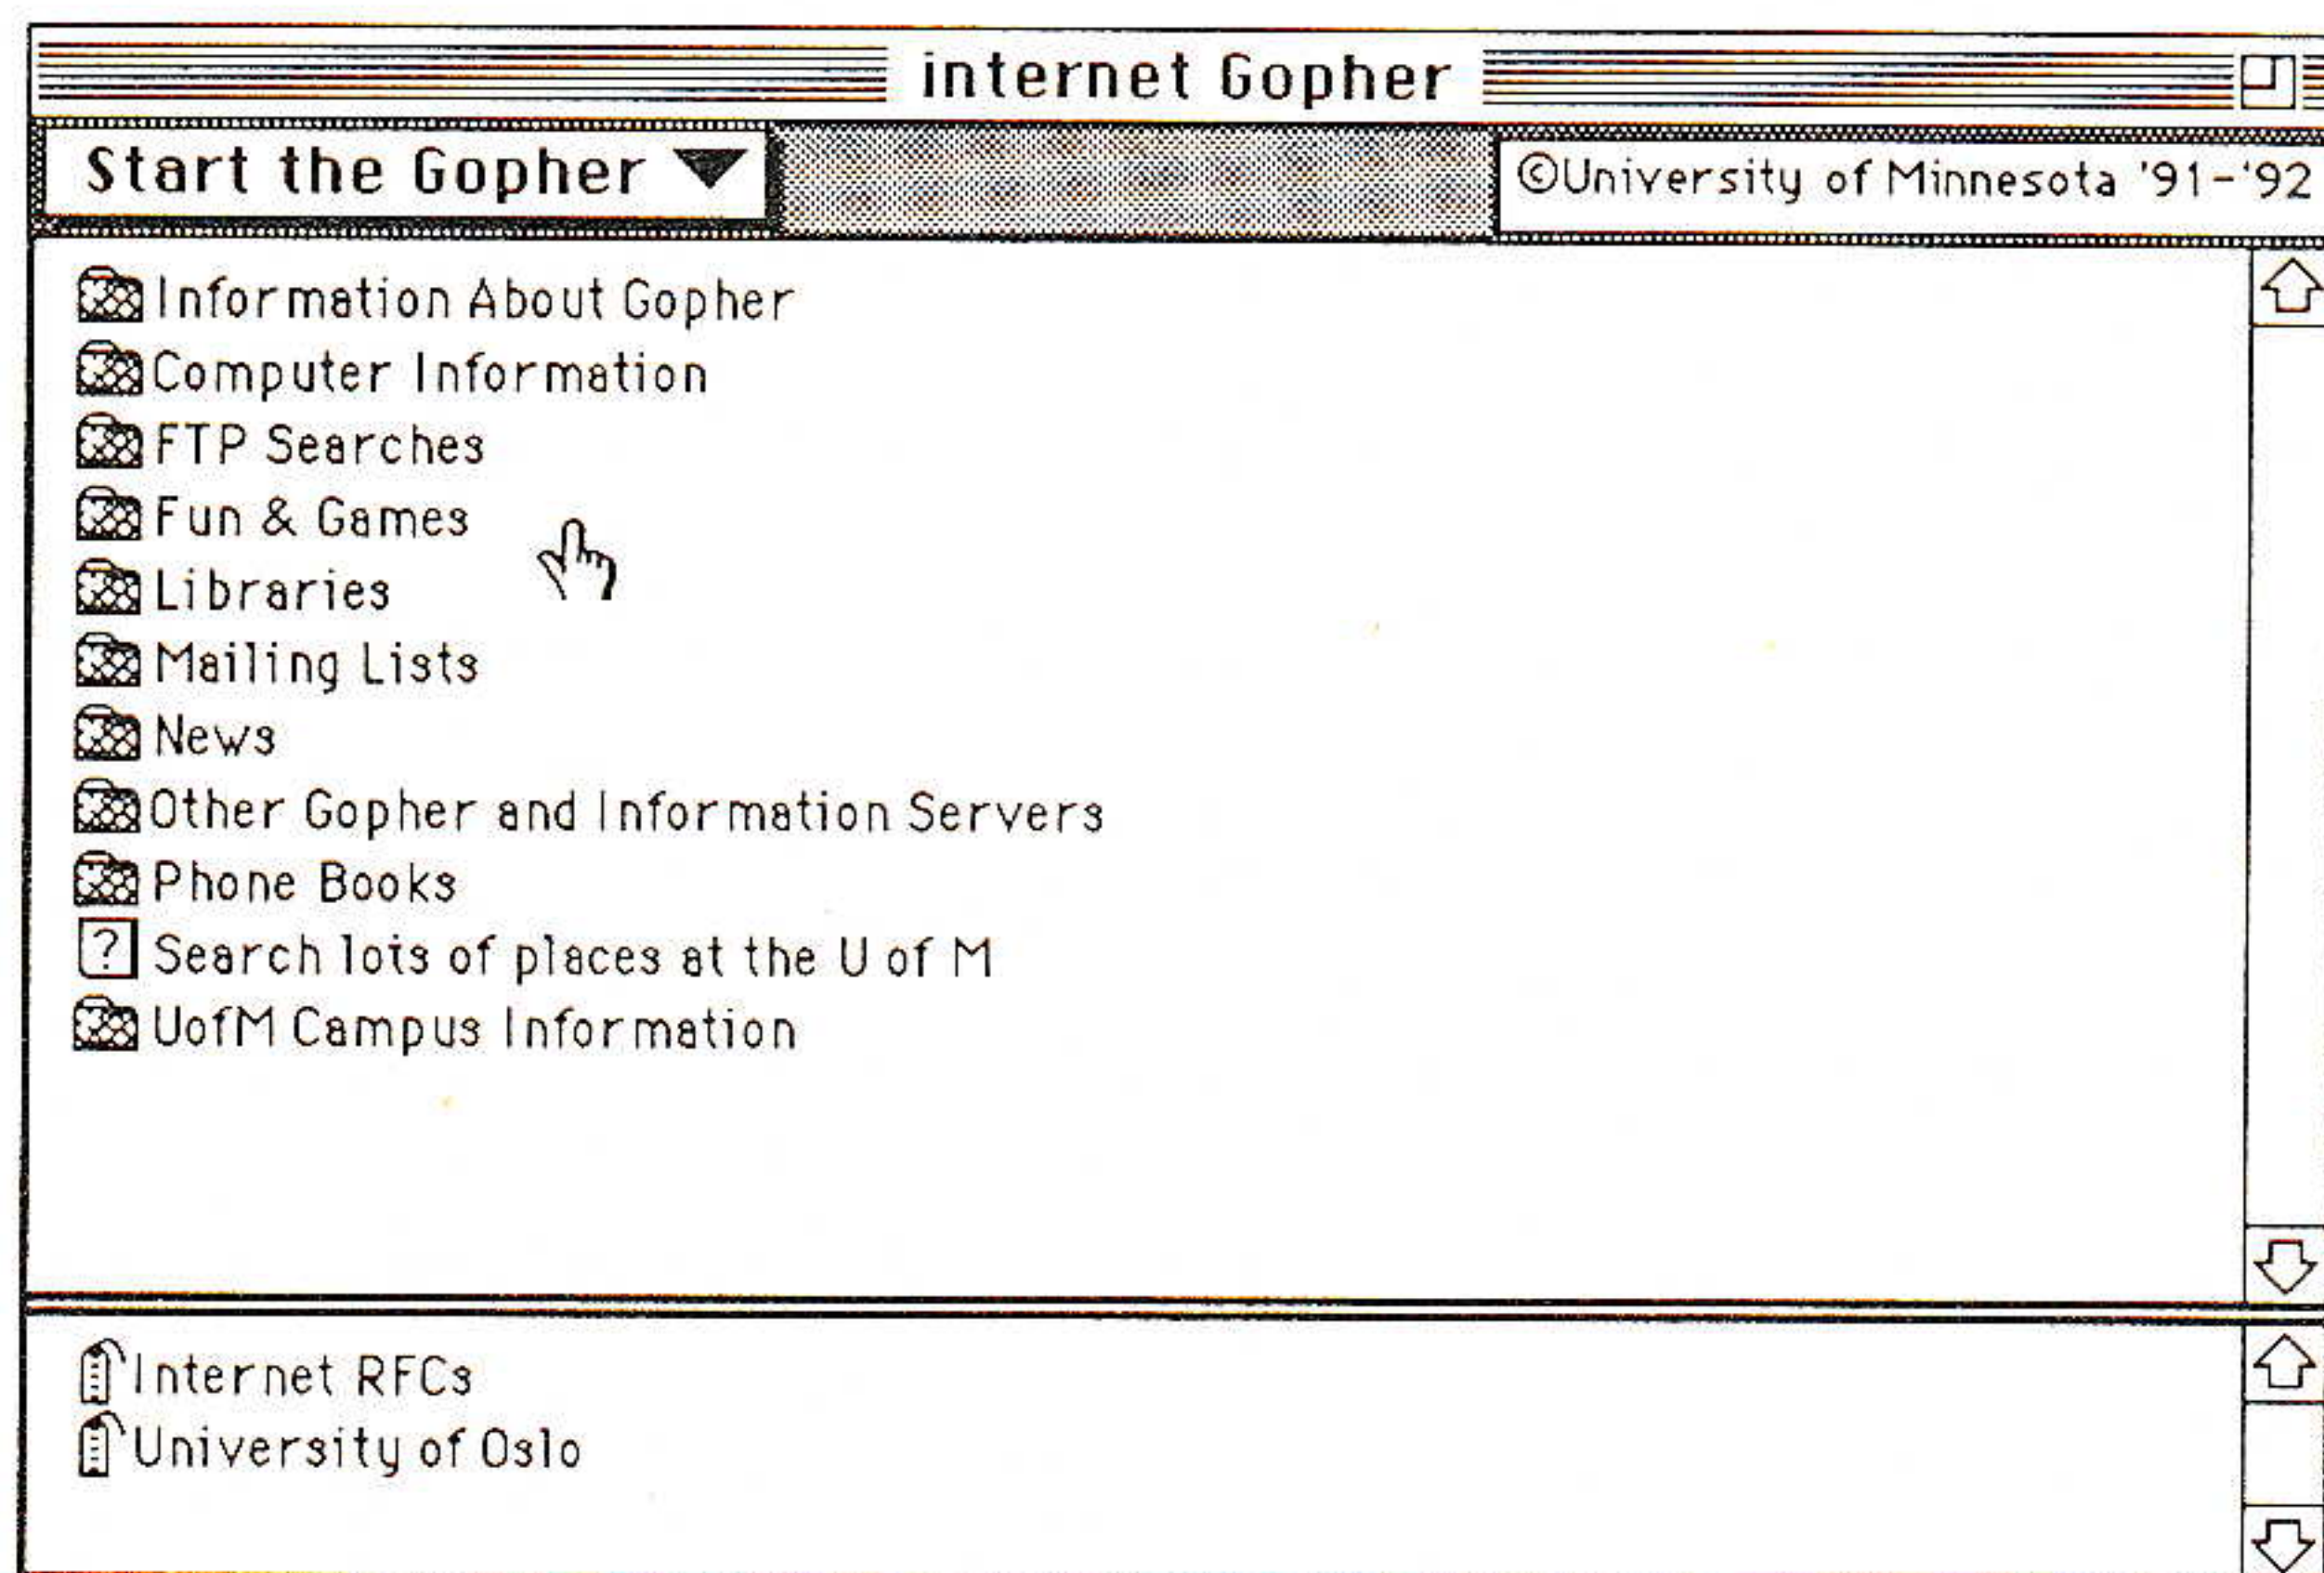 internet Gopher
Start the Gopher
©University of Minnesota '91-'92
Information About Gopher
Computer Information
FTP Searches
Fun & Games
Libraries
Mailing Lists
News
Other Gopher and Information Servers
Phone Books
? Search lots of places at the U of M
UofM Campus Information
Internet RFCs
University of Oslo